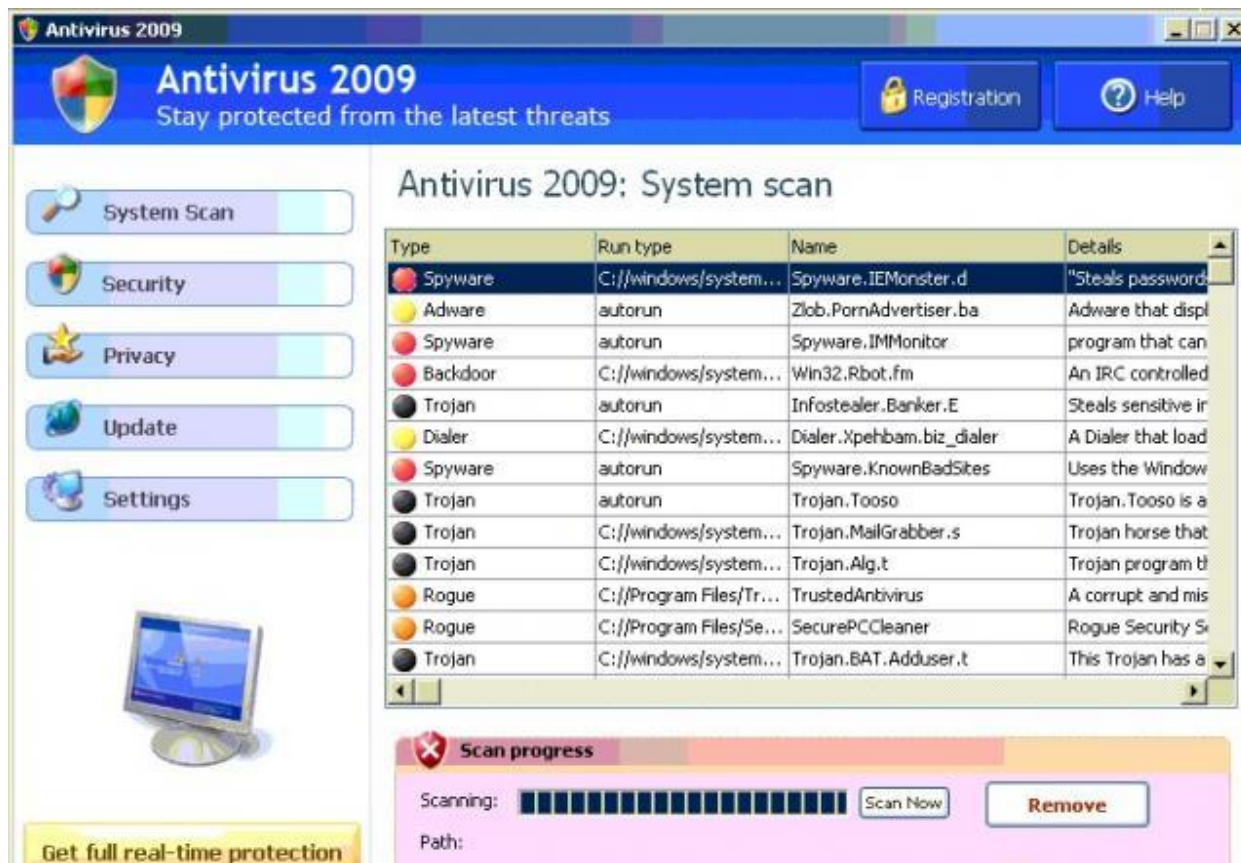 Antivirus 2009
Antivirus 2009
Stay protected from the latest threats
Registration
Help
System Scan
Security
Privacy
Update
Settings
Get full real-time protection
Antivirus 2009: System scan
Type Run type Name Details
Spyware C://windows/system... Spyware.IEMonster.d "Steals password
Adware autorun Zlob.PornAdvertiser.ba Adware that displ
Spyware autorun Spyware.IMMonitor program that can
Backdoor C://windows/system... Win32.Rbot.fm An IRC controlled
Trojan autorun Infostealer.Banker.E Steals sensitive in
Dialer C://windows/system... Dialer.Xpehbam.biz_dialer A Dialer that load
Spyware autorun Spyware.KnownBadSites Uses the Window
Trojan autorun Trojan.Tooso Trojan.Tooso is a
Trojan C://windows/system... Trojan.MailGrabber.s Trojan horse that
Trojan C://windows/system... Trojan.Alg.t Trojan program th
Rogue C://Program Files/Tr... TrustedAntivirus A corrupt and mis
Rogue C://Program Files/Se... SecurePCCleaner Rogue Security S
Trojan C://windows/system... Trojan.BAT.Adduser.t This Trojan has a
Scan progress
Scanning: Scan Now Remove
Path: